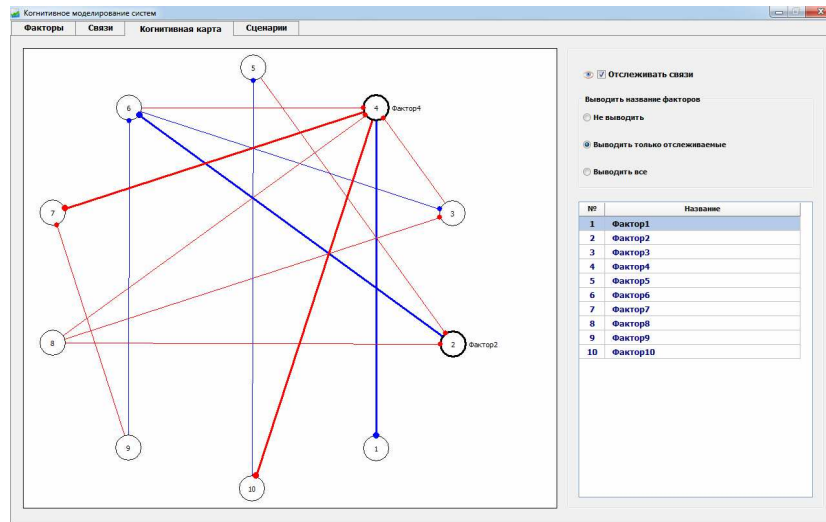 Когнитивное моделирование систем
Факторы Связи Когнитивная карта Сценарии
5
6
4 Фактор4
7
3
8
2 Фактор2
9
1
10
Отслеживать связи
Выводить название факторов
Не выводить
Выводить только отслеживаемые
Выводить все
№ Название
1 Фактор1
2 Фактор2
3 Фактор3
4 Фактор4
5 Фактор5
6 Фактор6
7 Фактор7
8 Фактор8
9 Фактор9
10 Фактор10